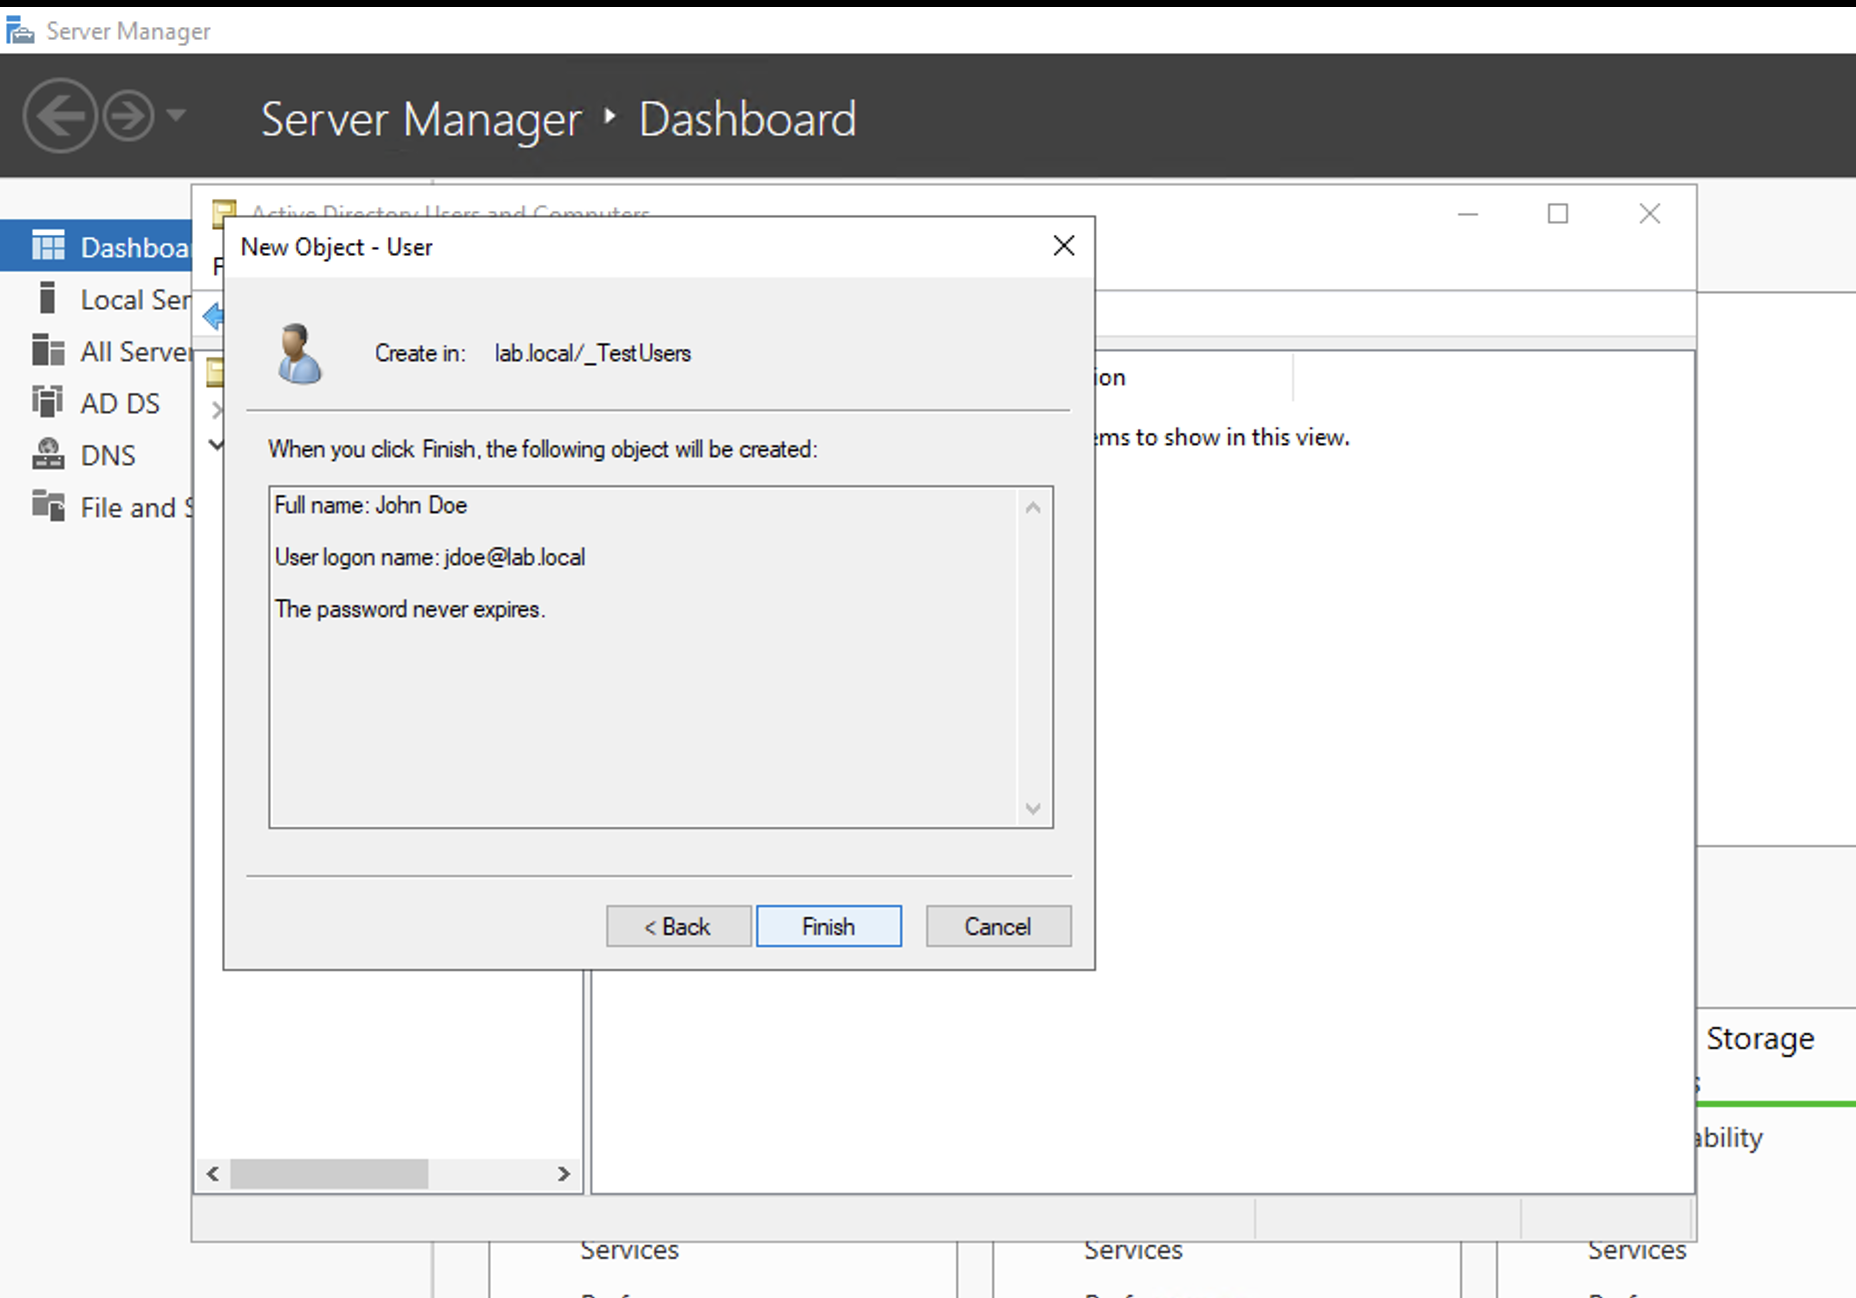 Server Manager
Server Manager ‣ Dashboard
Active Directory Users and Computers
New Object - User
Dashboa
F
Local Ser
All Server
AD DS
DNS
File and S
Create in: lab.local/_TestUsers
ion
ems to show in this view.
When you click Finish, the following object will be created:
Full name: John Doe
User logon name: jdoe@lab.local
The password never expires.
< Back
Finish
Cancel
Storage
s
ability
Services
Services
Services